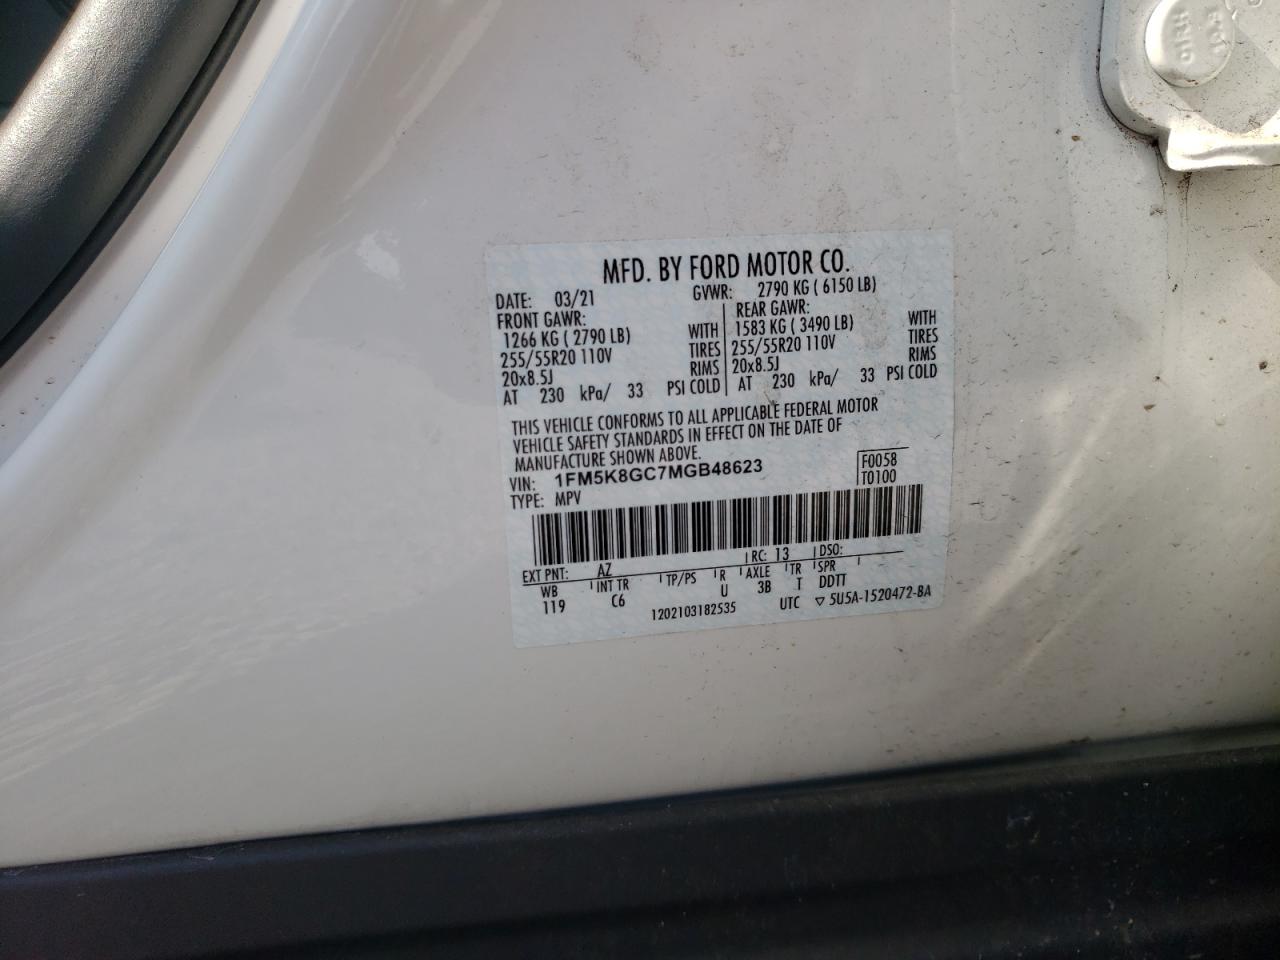 MFD. BY FORD MOTOR CO.
DATE: 03/21 GVWR: 2790 KG ( 6150 LB)
FRONT GAWR: REAR GAWR:
1266 KG ( 2790 LB) WITH 1583 KG ( 3490 LB) WITH
255/55R20 110V TIRES 255/55R20 110V TIRES
20x8.5J RIMS 20x8.5J RIMS
AT 230 kPa/ 33 PSI COLD AT 230 kPa/ 33 PSI COLD
THIS VEHICLE CONFORMS TO ALL APPLICABLE FEDERAL MOTOR
VEHICLE SAFETY STANDARDS IN EFFECT ON THE DATE OF
MANUFACTURE SHOWN ABOVE.
VIN: 1FM5K8GC7MGB48623 F0058
TYPE: MPV T0100
EXT PNT: AZ RC: 13 DSO:
WB INT TR TP/PS R AXLE TR SPR
119 C6 U 3B T DDTT
1202103182535 UTC ▽ 5U5A-1520472-BA